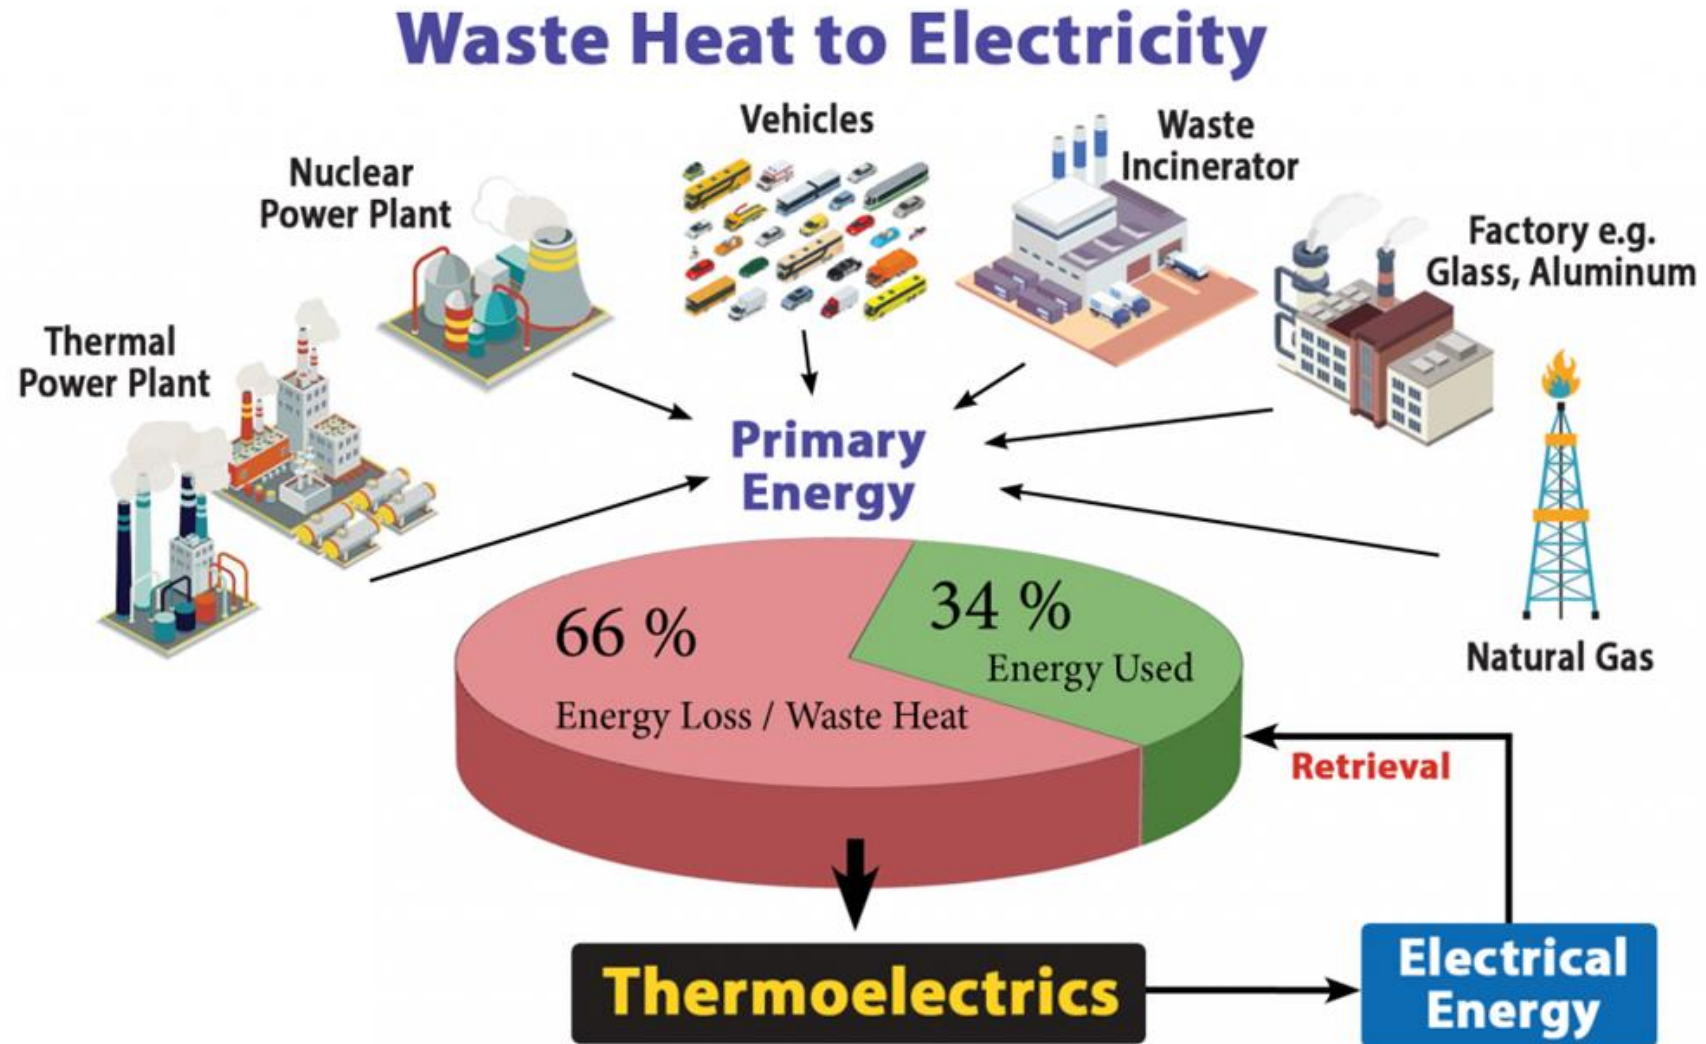 Waste Heat to Electricity
Vehicles
Waste
Incinerator
Nuclear
Power Plant
Factory e.g.
Glass, Aluminum
Thermal
Power Plant
Primary
Energy
34 %
Energy Used
66 %
Energy Loss / Waste Heat
Natural Gas
Retrieval
Thermoelectrics
Electrical
Energy